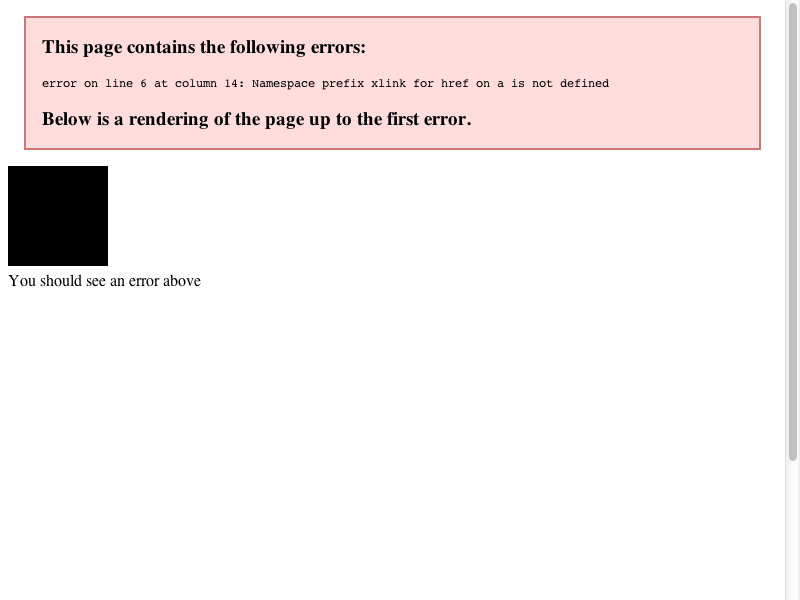 This page contains the following errors:
error on line 6 at column 14: Namespace prefix xlink for href on a is not defined
Below is a rendering of the page up to the first error.
You should see an error above